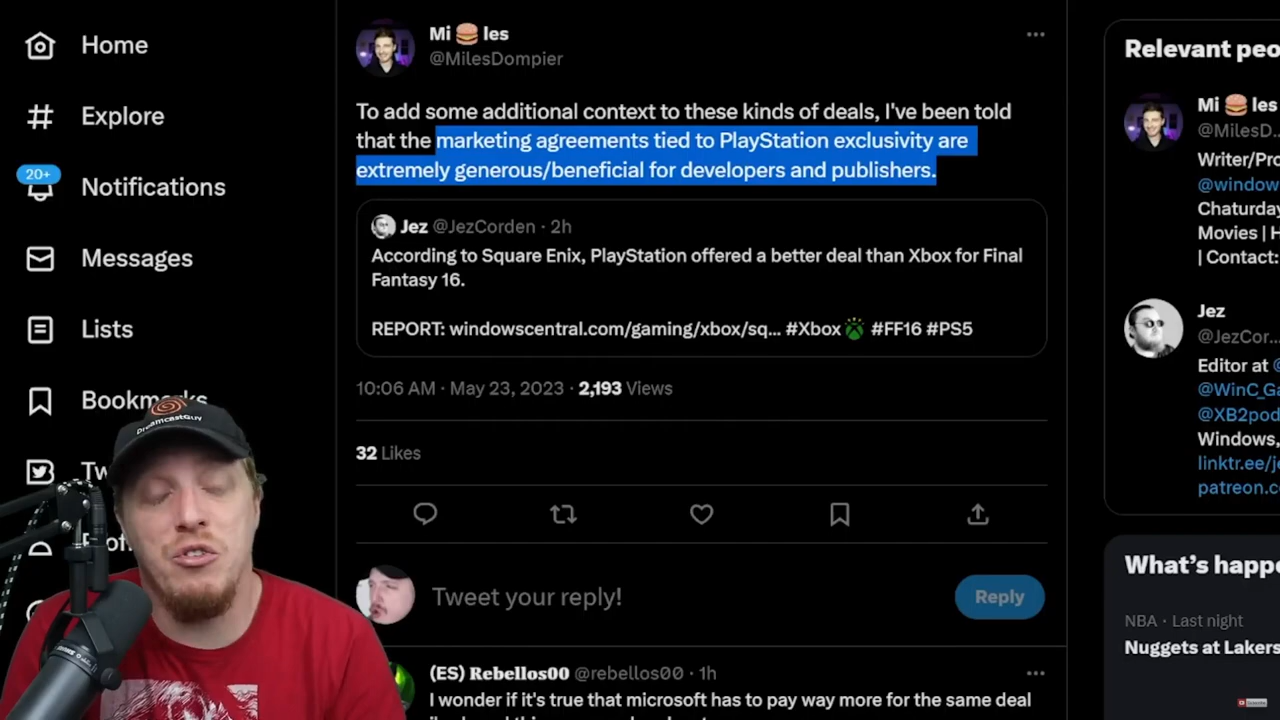 Home
Explore
20+
Notifications
Messages
Lists
Bookmarks
DreamcastGuy
Mi 🍔 les
@MilesDompier
To add some additional context to these kinds of deals, I've been told
that the marketing agreements tied to PlayStation exclusivity are
extremely generous/beneficial for developers and publishers.
Jez @JezCorden · 2h
According to Square Enix, PlayStation offered a better deal than Xbox for Final
Fantasy 16.
REPORT: windowscentral.com/gaming/xbox/sq... #Xbox #FF16 #PS5
10:06 AM · May 23, 2023 · 2,193 Views
32 Likes
Tweet your reply!
Reply
(ES) Rebellos00 @rebellos00 · 1h
I wonder if it's true that microsoft has to pay way more for the same deal
Relevant peo
Mi 🍔 les
@MilesD...
Writer/Pro
@window
Chaturday
Movies | H
| Contact:
Jez
@JezCor...
Editor at @
@WinC_Ga
@XB2pod
Windows,
linktr.ee/je
patreon.c
What's happe
NBA · Last night
Nuggets at Lakers